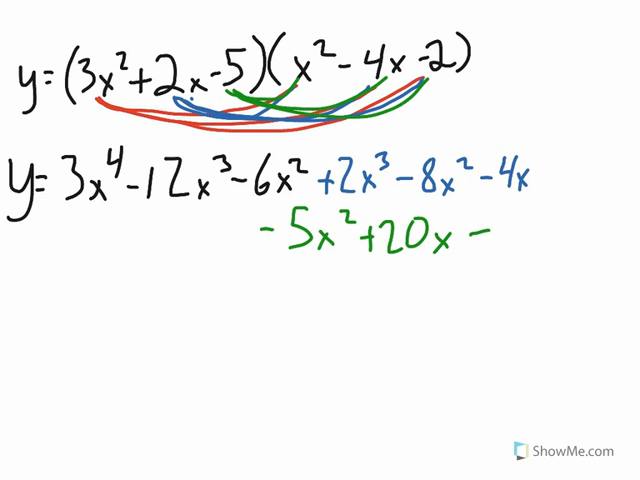 y=(3x²+2x-5)(x²-4x-2)
y=3x⁴-12x³-6x²+2x³-8x²-4x
-5x²+20x-
ShowMe.com